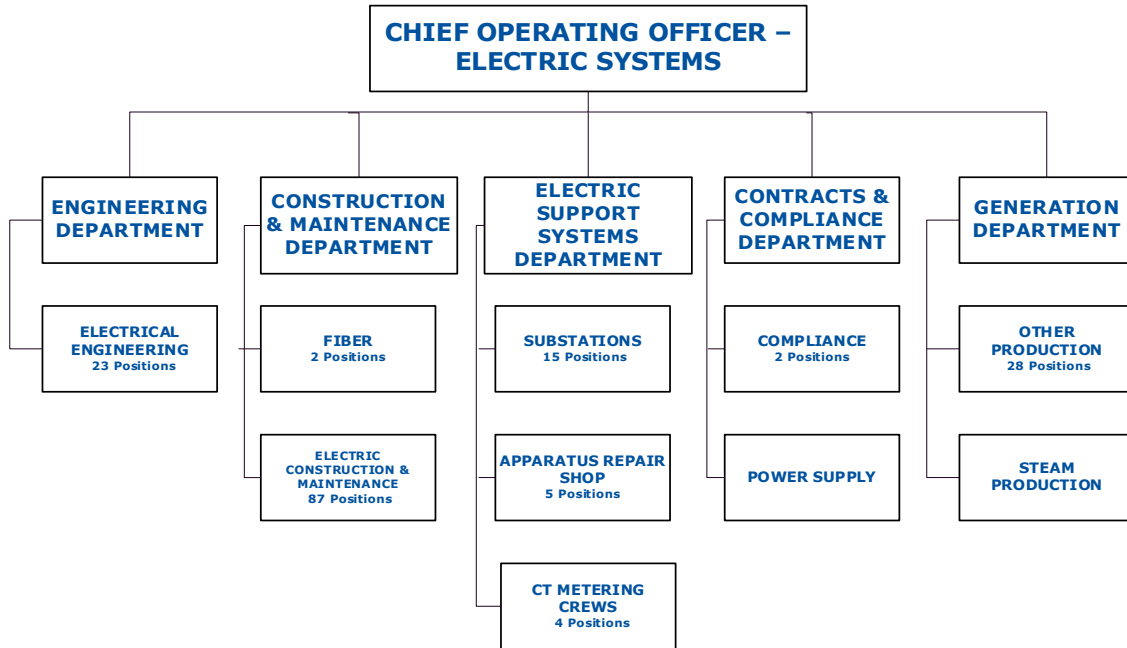 CHIEF OPERATING OFFICER –
ELECTRIC SYSTEMS
ENGINEERING
DEPARTMENT
CONSTRUCTION
& MAINTENANCE
DEPARTMENT
ELECTRIC
SUPPORT
SYSTEMS
DEPARTMENT
CONTRACTS &
COMPLIANCE
DEPARTMENT
GENERATION
DEPARTMENT
ELECTRICAL
ENGINEERING
23 Positions
FIBER
2 Positions
SUBSTATIONS
15 Positions
COMPLIANCE
2 Positions
OTHER
PRODUCTION
28 Positions
ELECTRIC
CONSTRUCTION &
MAINTENANCE
87 Positions
APPARATUS REPAIR
SHOP
5 Positions
POWER SUPPLY
STEAM
PRODUCTION
CT METERING
CREWS
4 Positions